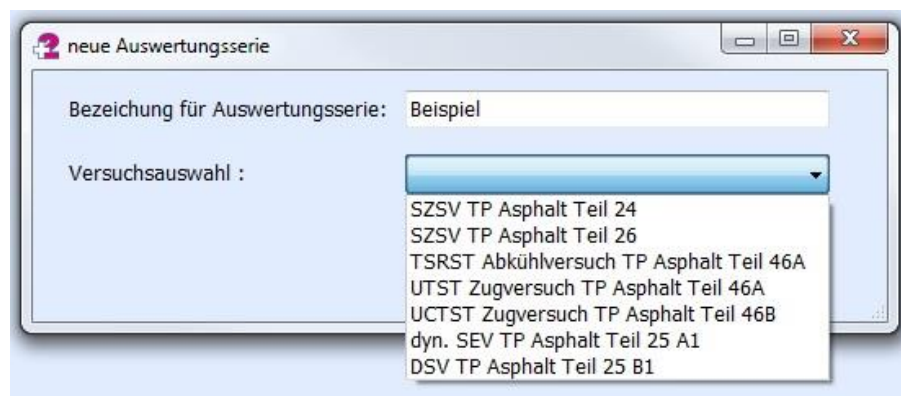 neue Auswertungsserie
Bezeichung für Auswertungsserie: Beispiel
Versuchsauswahl :
SZSV TP Asphalt Teil 24
SZSV TP Asphalt Teil 26
TSRST Abkühlversuch TP Asphalt Teil 46A
UTST Zugversuch TP Asphalt Teil 46A
UCTST Zugversuch TP Asphalt Teil 46B
dyn. SEV TP Asphalt Teil 25 A1
DSV TP Asphalt Teil 25 B1